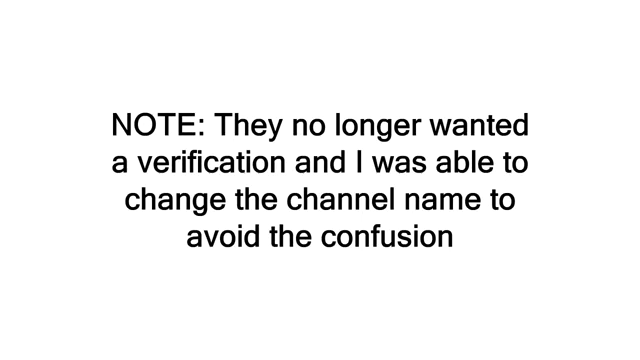 NOTE: They no longer wanted
a verification and I was able to
change the channel name to
avoid the confusion